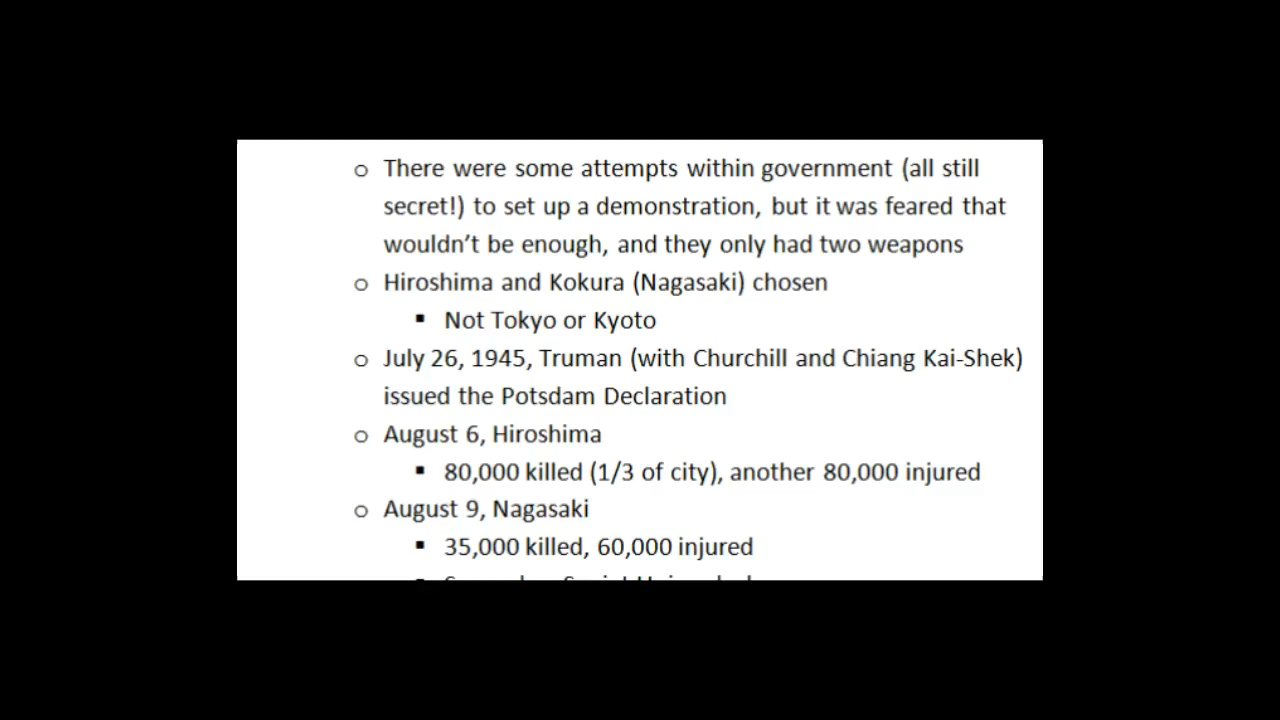 o There were some attempts within government (all still
secret!) to set up a demonstration, but it was feared that
wouldn’t be enough, and they only had two weapons
o Hiroshima and Kokura (Nagasaki) chosen
▪ Not Tokyo or Kyoto
o July 26, 1945, Truman (with Churchill and Chiang Kai-Shek)
issued the Potsdam Declaration
o August 6, Hiroshima
▪ 80,000 killed (1/3 of city), another 80,000 injured
o August 9, Nagasaki
▪ 35,000 killed, 60,000 injured